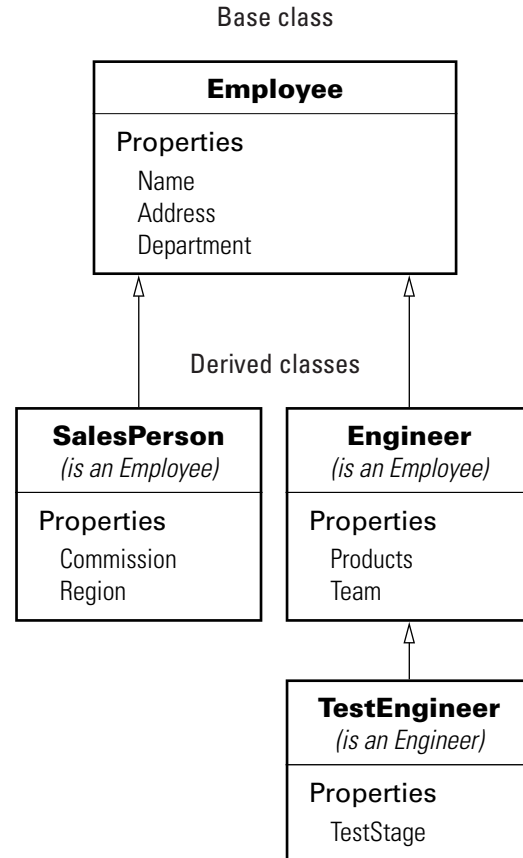 Base class
Employee
Properties
Name
Address
Department
Derived classes
SalesPerson
(is an Employee)
Properties
Commission
Region
Engineer
(is an Employee)
Properties
Products
Team
TestEngineer
(is an Engineer)
Properties
TestStage